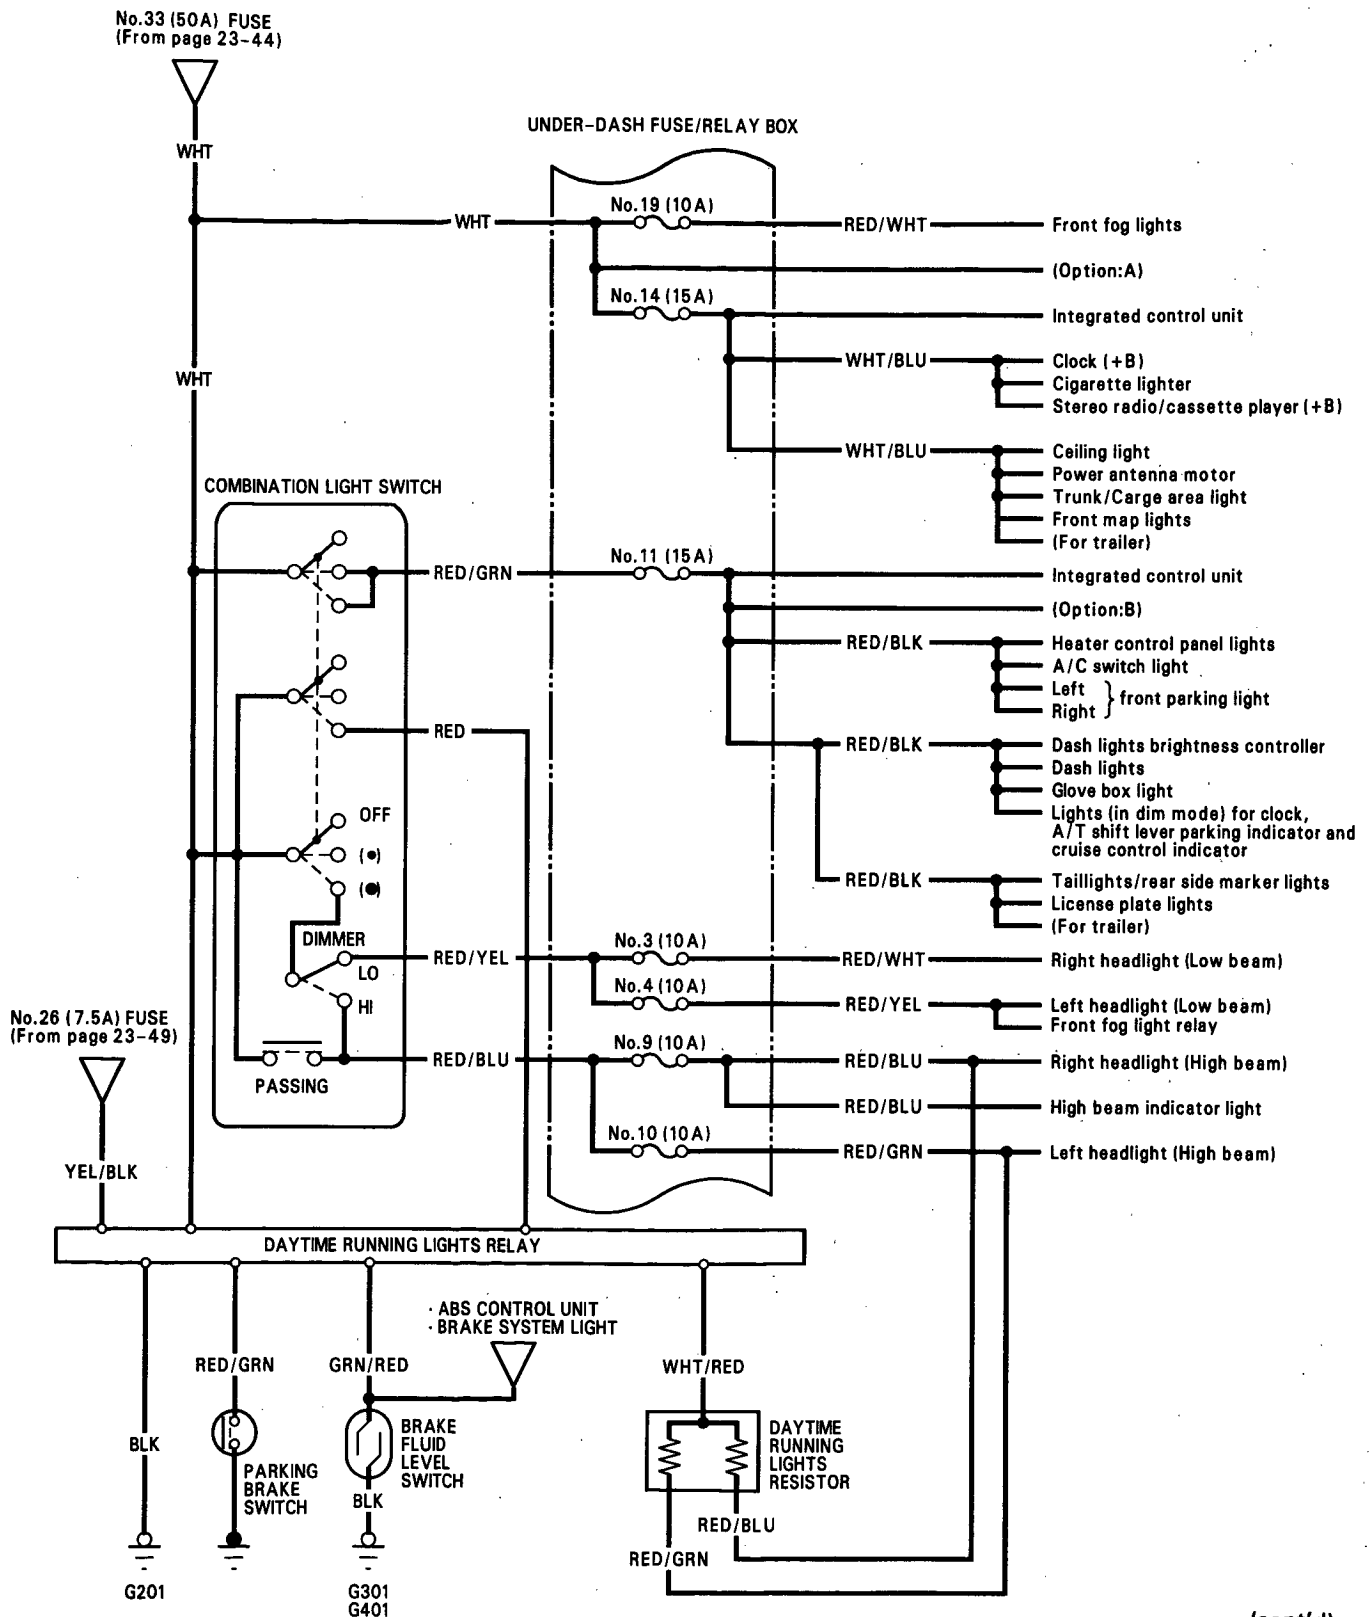 No.33 (50A) FUSE
(From page 23-44)
WHT
UNDER-DASH FUSE/RELAY BOX
WHT
No.19 (10A)
RED/WHT
Front fog lights
(Option:A)
No.14 (15A)
Integrated control unit
WHT
WHT/BLU
Clock (+B)
Cigarette lighter
Stereo radio/cassette player (+B)
WHT/BLU
Ceiling light
Power antenna motor
Trunk/Carge area light
Front map lights
(For trailer)
COMBINATION LIGHT SWITCH
RED/GRN
No.11 (15A)
Integrated control unit
(Option:B)
RED/BLK
Heater control panel lights
A/C switch light
Left
Right
front parking light
RED
RED/BLK
Dash lights brightness controller
Dash lights
Glove box light
Lights (in dim mode) for clock,
A/T shift lever parking indicator and
cruise control indicator
OFF
RED/BLK
Taillights/rear side marker lights
License plate lights
(For trailer)
DIMMER
LO
HI
RED/YEL
No.3 (10A)
RED/WHT
Right headlight (Low beam)
No.4 (10A)
RED/YEL
Left headlight (Low beam)
Front fog light relay
No.26 (7.5A) FUSE
(From page 23-49)
PASSING
RED/BLU
No.9 (10A)
RED/BLU
Right headlight (High beam)
RED/BLU
High beam indicator light
No.10 (10A)
RED/GRN
Left headlight (High beam)
YEL/BLK
DAYTIME RUNNING LIGHTS RELAY
· ABS CONTROL UNIT
· BRAKE SYSTEM LIGHT
RED/GRN
GRN/RED
WHT/RED
BLK
PARKING
BRAKE
SWITCH
BRAKE
FLUID
LEVEL
SWITCH
BLK
DAYTIME
RUNNING
LIGHTS
RESISTOR
RED/BLU
RED/GRN
G201
G301
G401